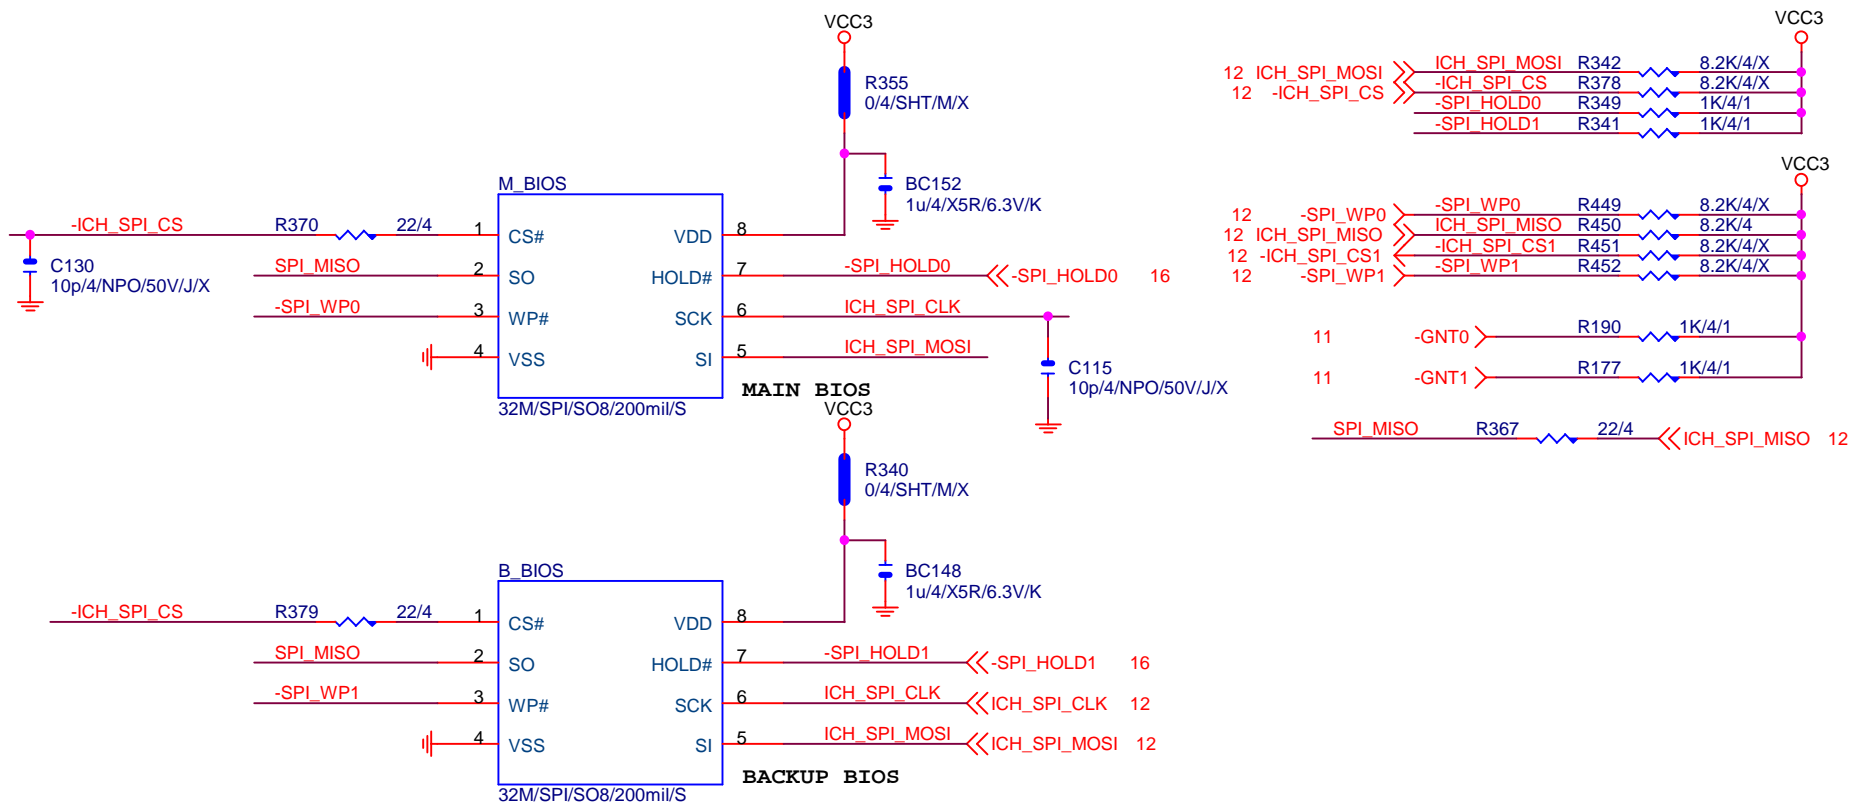 VCC3
R355
0/4/SHT/M/X
BC152
1u/4/X5R/6.3V/K
M_BIOS
-ICH_SPI_CS R370 22/4 1 CS# VDD 8
C130
10p/4/NPO/50V/J/X
SPI_MISO 2 SO HOLD# 7 -SPI_HOLD0 -SPI_HOLD0 16
-SPI_WP0 3 WP# SCK 6 ICH_SPI_CLK
4 VSS SI 5 ICH_SPI_MOSI
C115
10p/4/NPO/50V/J/X
MAIN BIOS
32M/SPI/SO8/200mil/S
VCC3
R340
0/4/SHT/M/X
BC148
1u/4/X5R/6.3V/K
B_BIOS
-ICH_SPI_CS R379 22/4 1 CS# VDD 8
SPI_MISO 2 SO HOLD# 7 -SPI_HOLD1 -SPI_HOLD1 16
-SPI_WP1 3 WP# SCK 6 ICH_SPI_CLK ICH_SPI_CLK 12
4 VSS SI 5 ICH_SPI_MOSI ICH_SPI_MOSI 12
BACKUP BIOS
32M/SPI/SO8/200mil/S
VCC3
12 ICH_SPI_MOSI ICH_SPI_MOSI R342 8.2K/4/X
12 -ICH_SPI_CS -ICH_SPI_CS R378 8.2K/4/X
-SPI_HOLD0 R349 1K/4/1
-SPI_HOLD1 R341 1K/4/1
VCC3
12 -SPI_WP0 -SPI_WP0 R449 8.2K/4/X
12 ICH_SPI_MISO ICH_SPI_MISO R450 8.2K/4
12 -ICH_SPI_CS1 -ICH_SPI_CS1 R451 8.2K/4/X
12 -SPI_WP1 -SPI_WP1 R452 8.2K/4/X
11 -GNT0 R190 1K/4/1
11 -GNT1 R177 1K/4/1
SPI_MISO R367 22/4 ICH_SPI_MISO 12